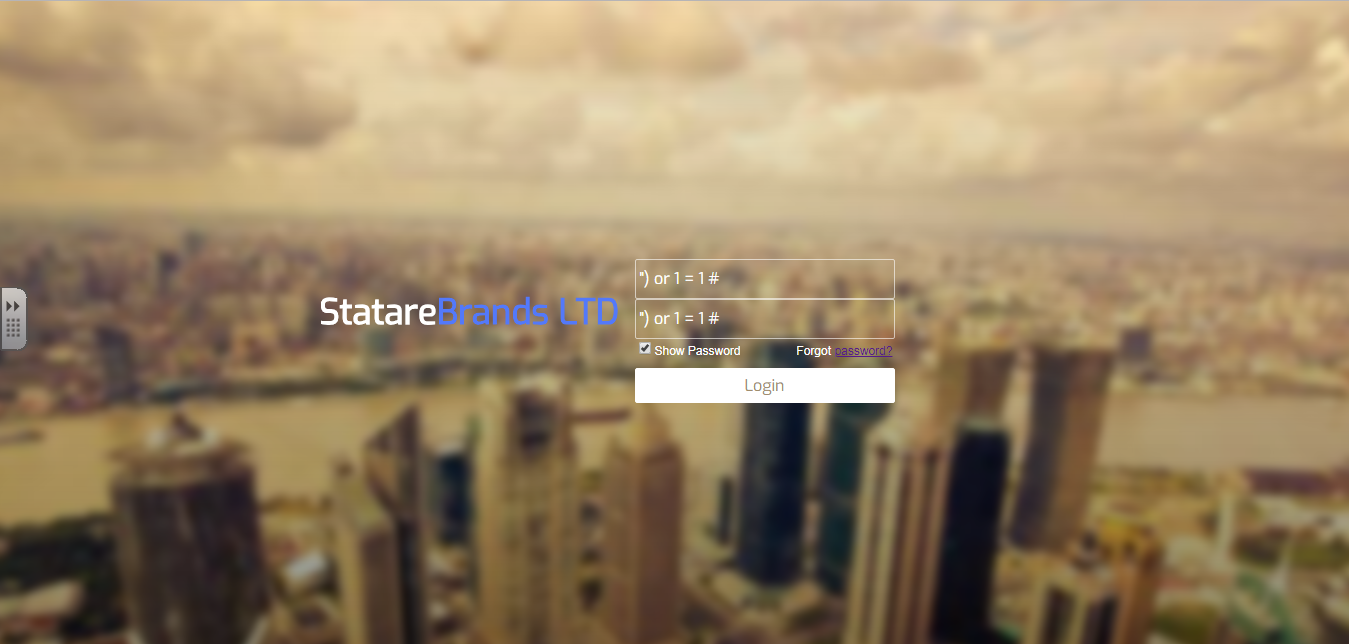 ") or 1 = 1 #
StatareBrands LTD
") or 1 = 1 #
Show Password
Forgot password?
Login